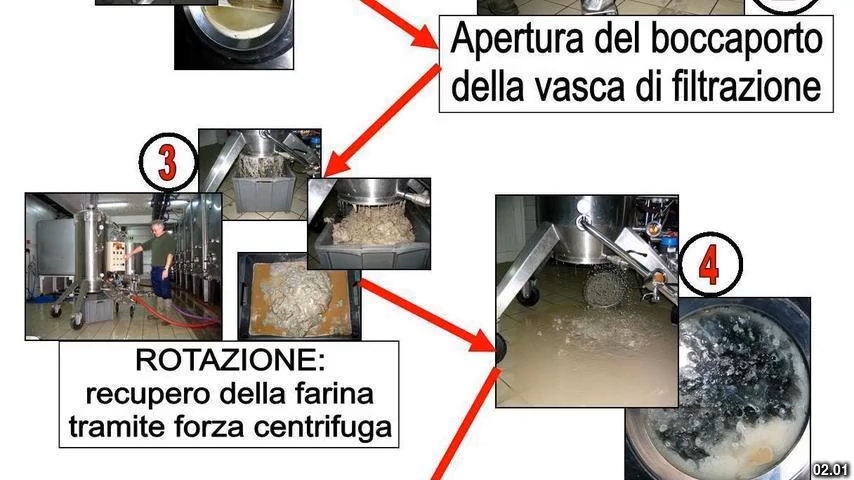 Apertura del boccaporto
della vasca di filtrazione
3
4
ROTAZIONE:
recupero della farina
tramite forza centrifuga
02.01